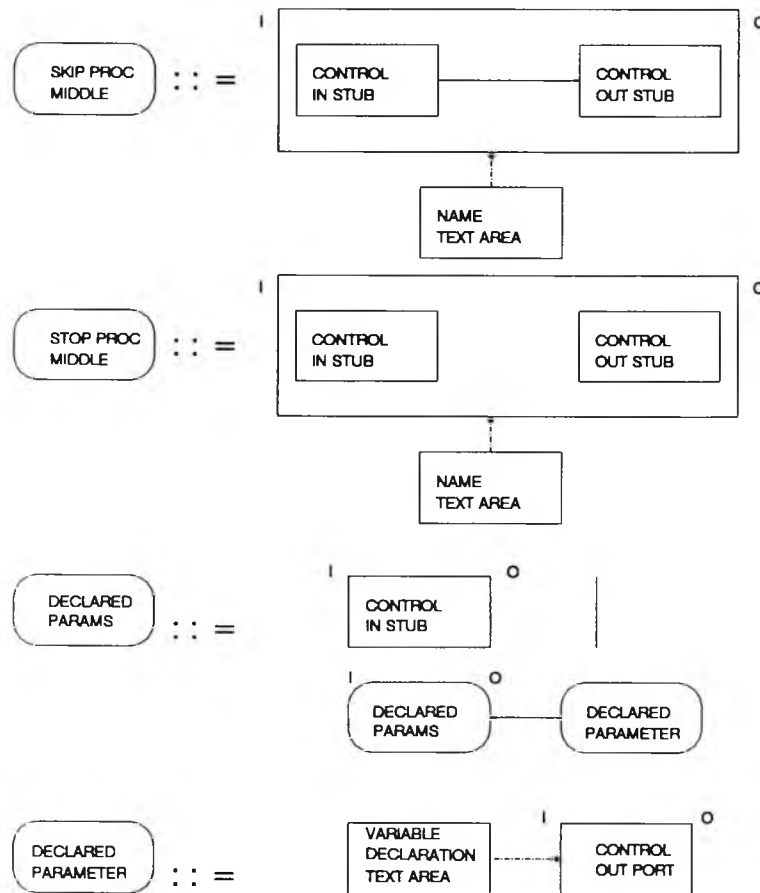 I O
SKIP PROC
MIDDLE
: : =
CONTROL
IN STUB
CONTROL
OUT STUB
NAME
TEXT AREA
I O
STOP PROC
MIDDLE
: : =
CONTROL
IN STUB
CONTROL
OUT STUB
NAME
TEXT AREA
I O
DECLARED
PARAMS
: : =
CONTROL
IN STUB
|
I O
DECLARED
PARAMS
DECLARED
PARAMETER
I O
DECLARED
PARAMETER
: : =
VARIABLE
DECLARATION
TEXT AREA
CONTROL
OUT PORT